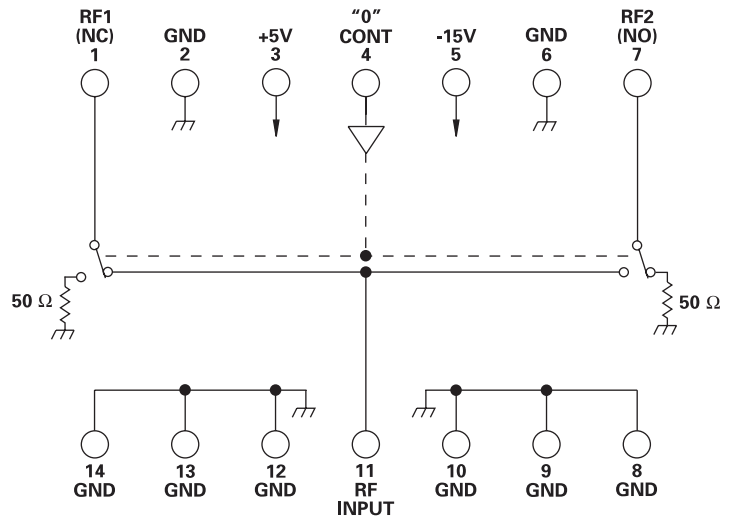 RF1
(NC)
1
GND
2
+5V
3
"0"
CONT
4
-15V
5
GND
6
RF2
(NO)
7
50 Ω
50 Ω
14
GND
13
GND
12
GND
11
RF
INPUT
10
GND
9
GND
8
GND